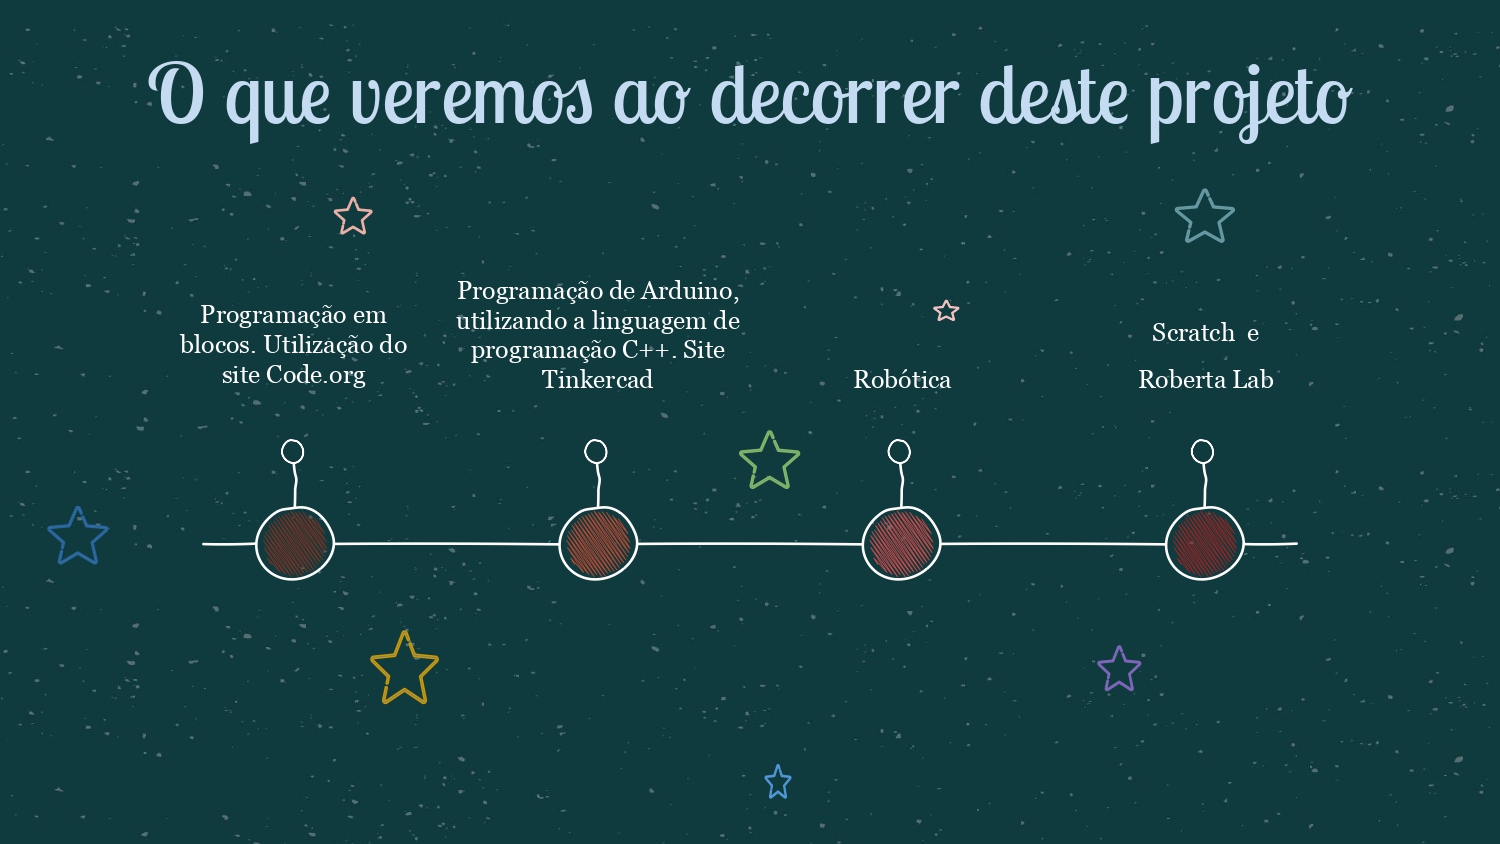 O que veremos ao decorrer deste projeto
Programação em
blocos. Utilização do
site Code.org
Programação de Arduino,
utilizando a linguagem de
programação C++. Site
Tinkercad
Robótica
Scratch e
Roberta Lab